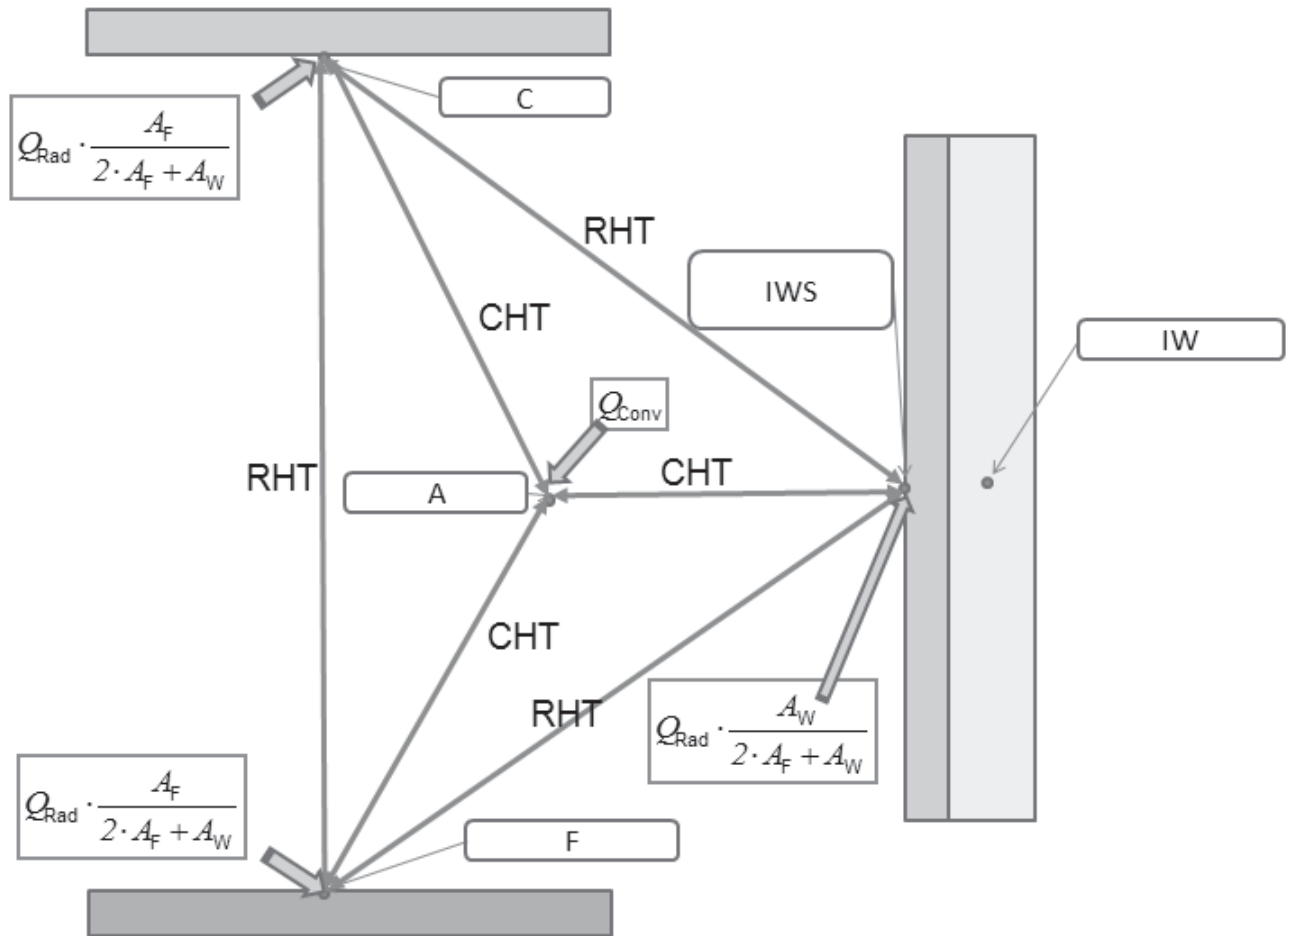 C
Q_Rad · A_F / (2 · A_F + A_W)
RHT
IWS
CHT
IW
Q_Conv
RHT
CHT
A
CHT
RHT
Q_Rad · A_W / (2 · A_F + A_W)
Q_Rad · A_F / (2 · A_F + A_W)
F